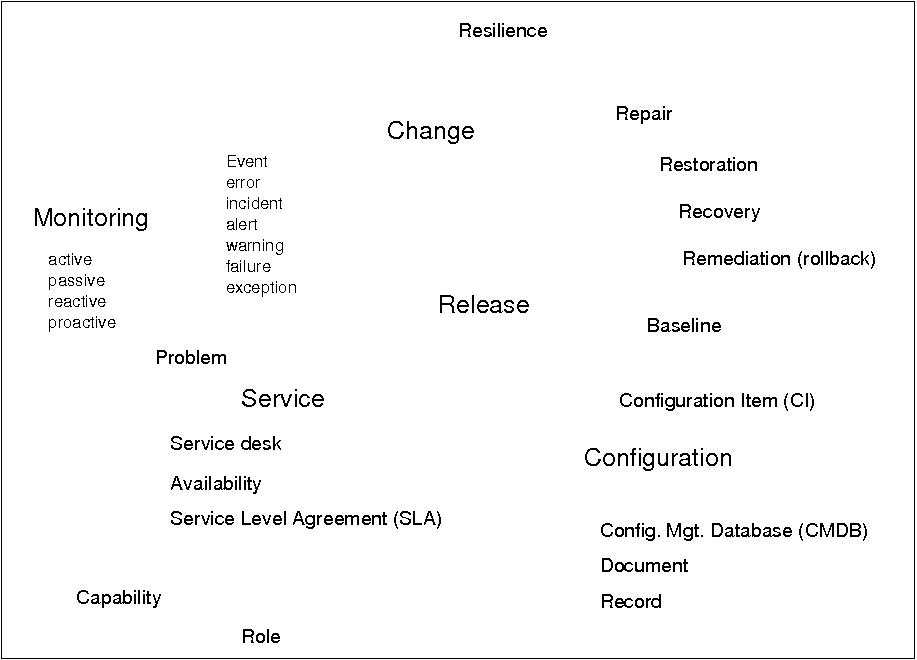 Resilience
Repair
Change
Event
error
incident
alert
warning
failure
exception
Restoration
Monitoring
active
passive
reactive
proactive
Recovery
Remediation (rollback)
Release
Baseline
Problem
Service
Service desk
Availability
Service Level Agreement (SLA)
Configuration Item (CI)
Configuration
Config. Mgt. Database (CMDB)
Document
Record
Capability
Role